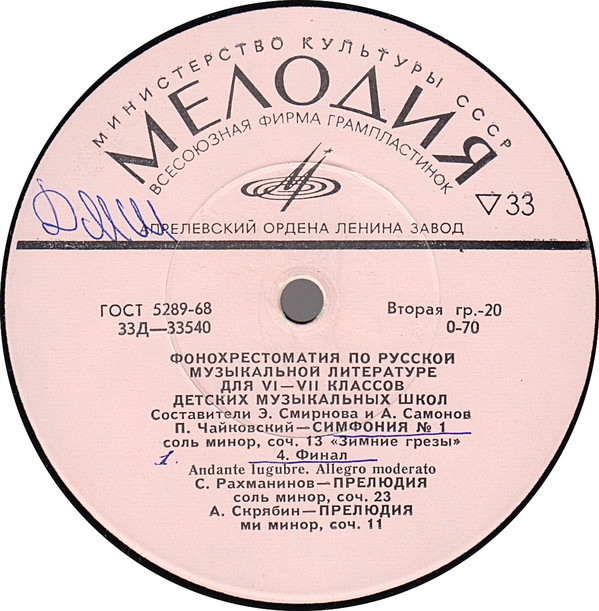 МИНИСТЕРСТВО КУЛЬТУРЫ СССР
МЕЛОДИЯ
ВСЕСОЮЗНАЯ ФИРМА ГРАМПЛАСТИНОК
33
АПРЕЛЕВСКИЙ ОРДЕНА ЛЕНИНА ЗАВОД
ГОСТ 5289-68
Вторая гр.-20
33Д—33540
0-70
ФОНОХРЕСТОМАТИЯ ПО РУССКОЙ
МУЗЫКАЛЬНОЙ ЛИТЕРАТУРЕ
ДЛЯ VI—VII КЛАССОВ
ДЕТСКИХ МУЗЫКАЛЬНЫХ ШКОЛ
Составители Э. Смирнова и А. Самонов
П. Чайковский—СИМФОНИЯ № 1
соль минор, соч. 13 «Зимние грезы»
1. 4. Финал
Andante lugubre. Allegro moderato
С. Рахманинов—ПРЕЛЮДИЯ
соль минор, соч. 23
А. Скрябин—ПРЕЛЮДИЯ
ми минор, соч. 11